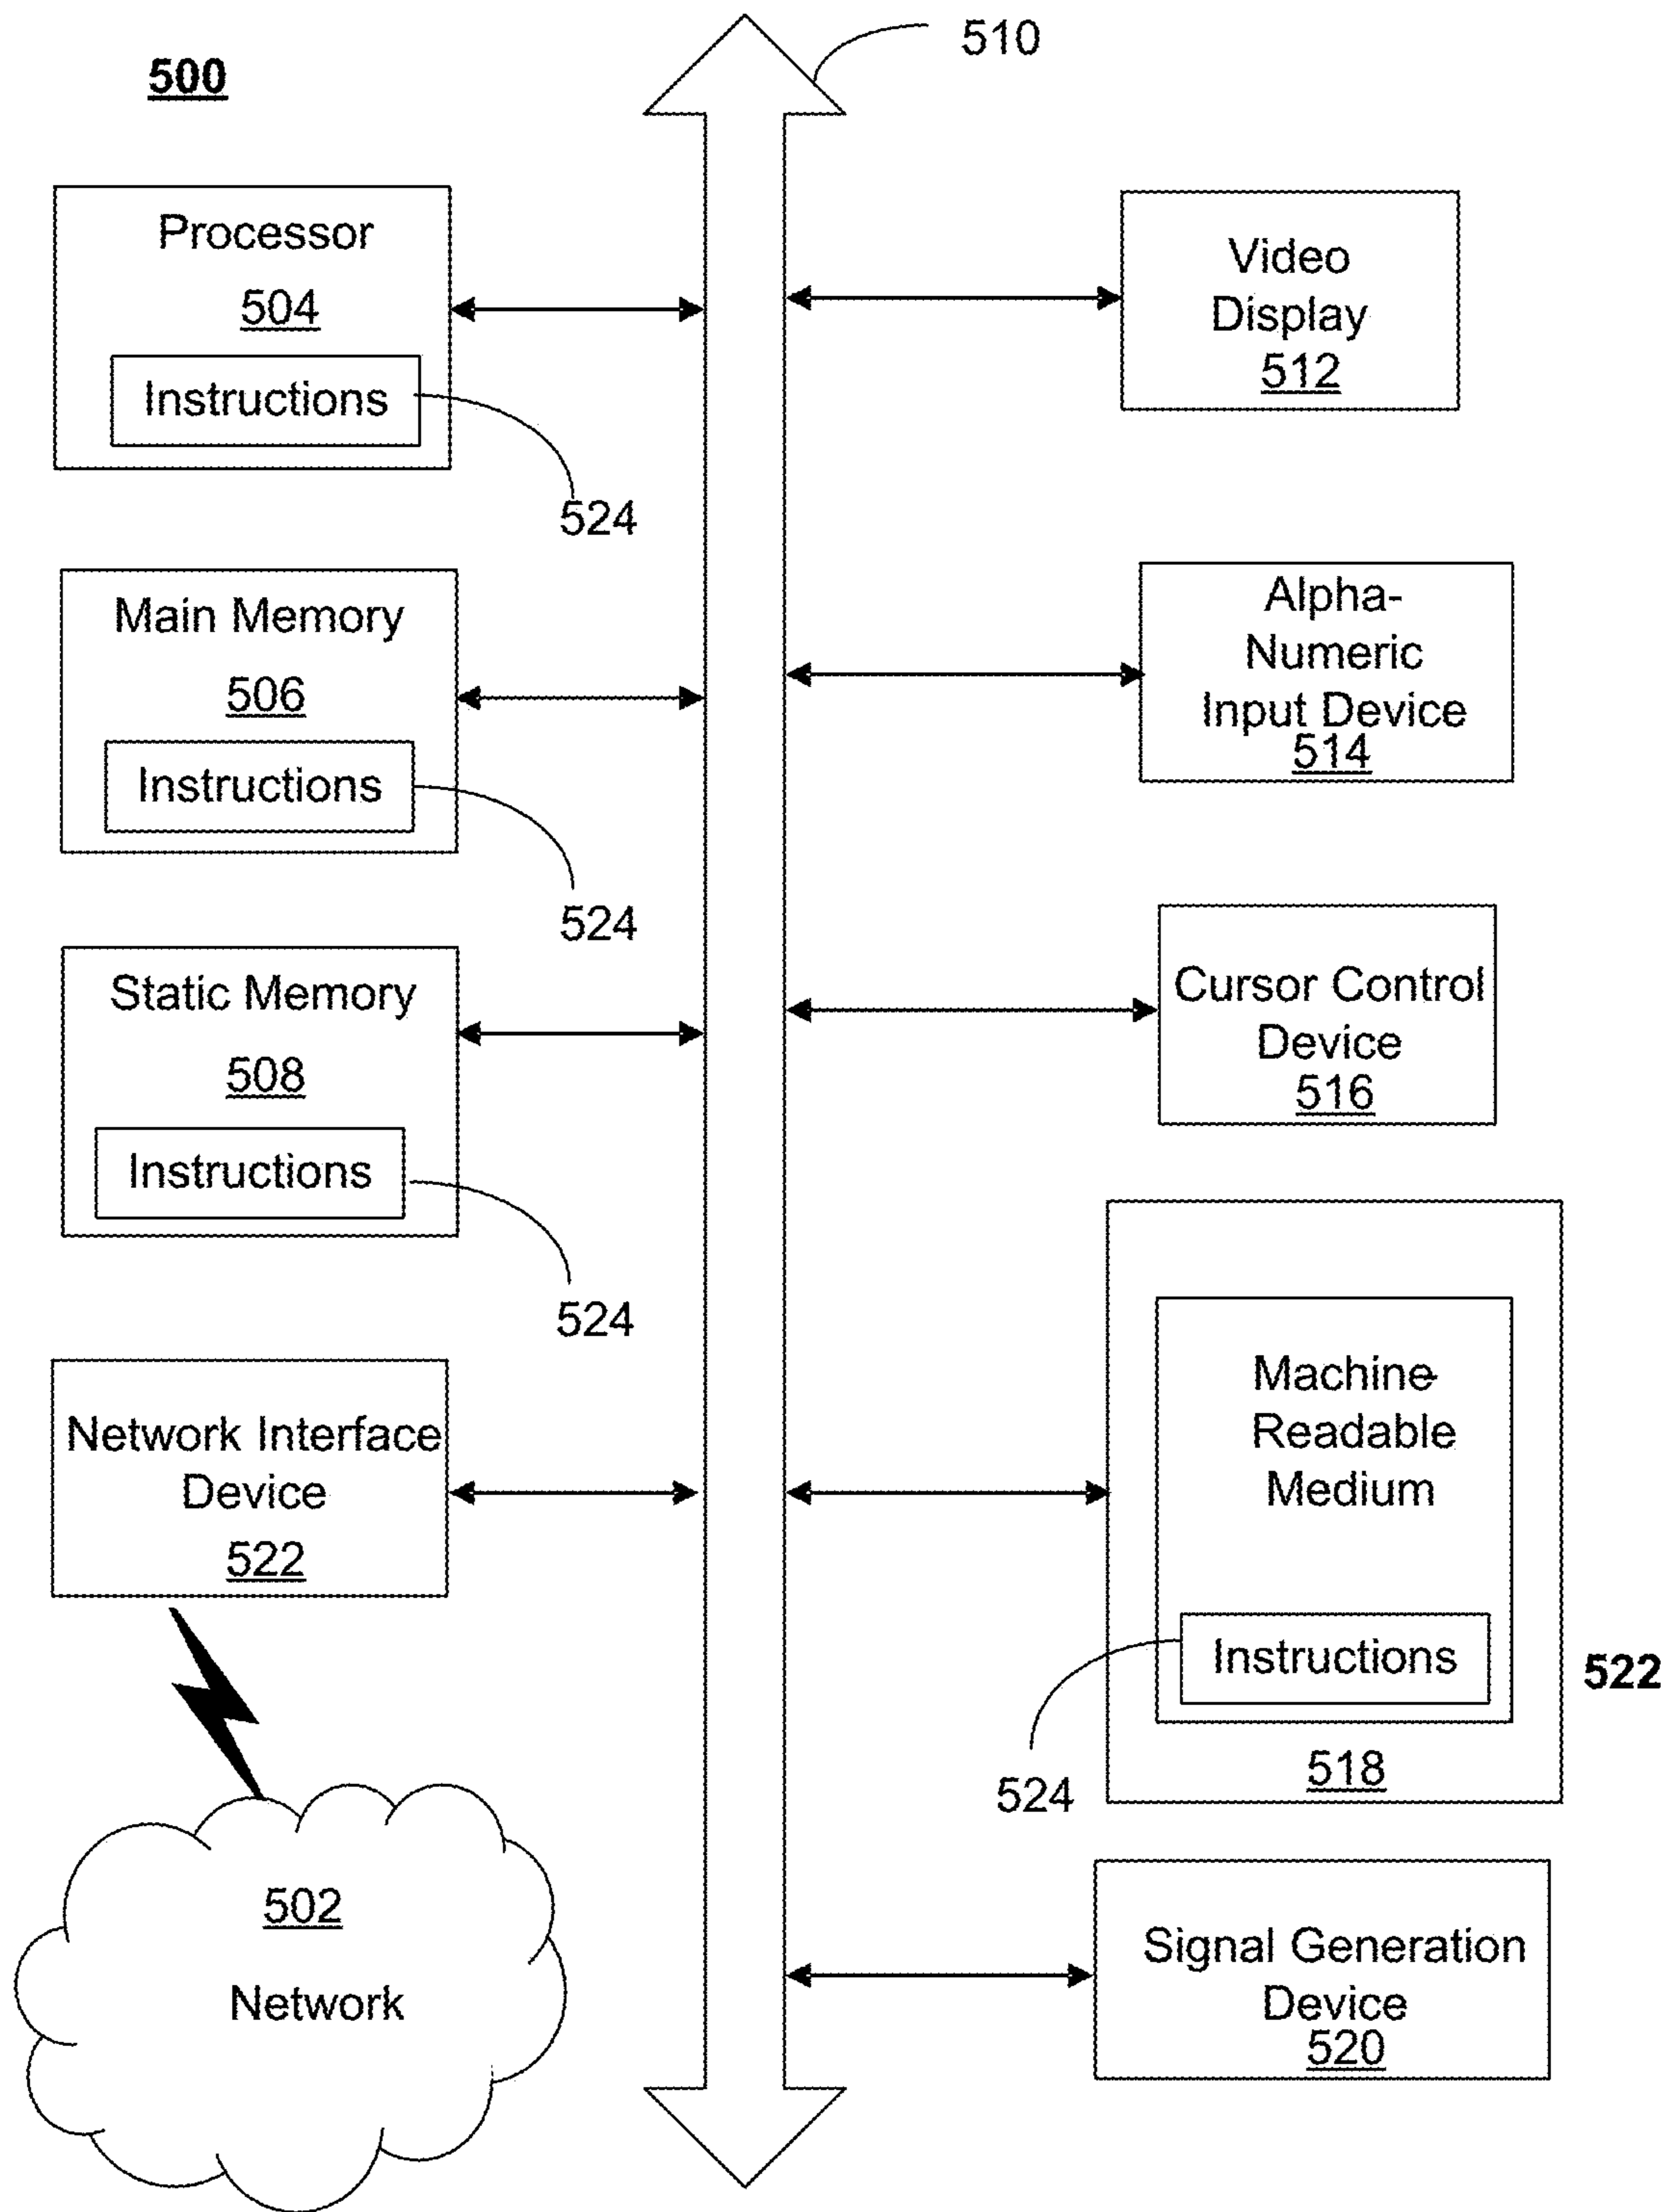 500
510
Processor
504
Instructions
524
Main Memory
506
Instructions
524
Static Memory
508
Instructions
524
Network Interface
Device
522
502
Network
Video
Display
512
Alpha-
Numeric
Input Device
514
Cursor Control
Device
516
Machine-
Readable
Medium
Instructions
522
518
524
Signal Generation
Device
520